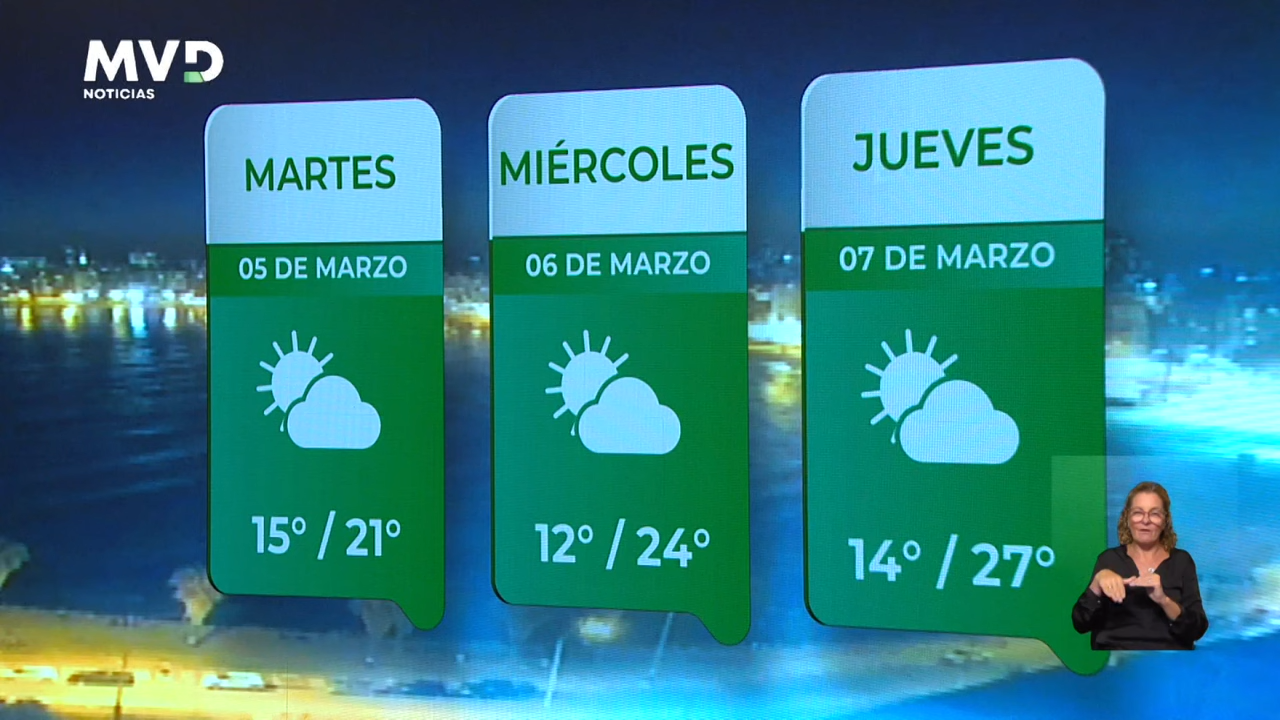 MVD
NOTICIAS
MARTES
05 DE MARZO
15° / 21°
MIÉRCOLES
06 DE MARZO
12° / 24°
JUEVES
07 DE MARZO
14° / 27°